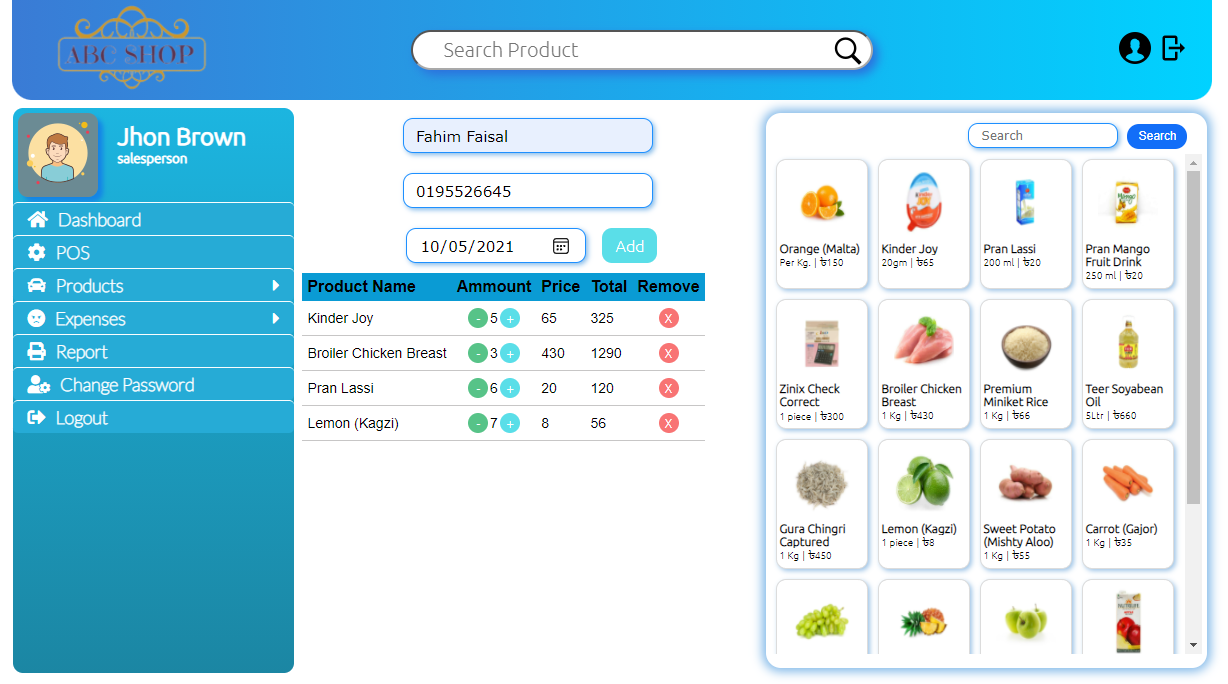 ABC SHOP
Search Product
Jhon Brown
salesperson
Dashboard
POS
Products
Expenses
Report
Change Password
Logout
Fahim Faisal
0195526645
10/05/2021
Add
Product Name Ammount Price Total Remove
Kinder Joy - 5 + 65 325 X
Broiler Chicken Breast - 3 + 430 1290 X
Pran Lassi - 6 + 20 120 X
Lemon (Kagzi) - 7 + 8 56 X
Search Search
Orange (Malta)
Per Kg. | ৳150
Kinder Joy
20gm | ৳65
Pran Lassi
200 ml | ৳20
Pran Mango
Fruit Drink
250 ml | ৳20
Zinix Check
Correct
1 piece | ৳300
Broiler Chicken
Breast
1 Kg | ৳430
Premium
Miniket Rice
1 Kg | ৳66
Teer Soyabean
Oil
5Ltr | ৳660
Gura Chingri
Captured
1 Kg | ৳450
Lemon (Kagzi)
1 piece | ৳8
Sweet Potato
(Mishty Aloo)
1 Kg | ৳55
Carrot (Gajor)
1 Kg | ৳35